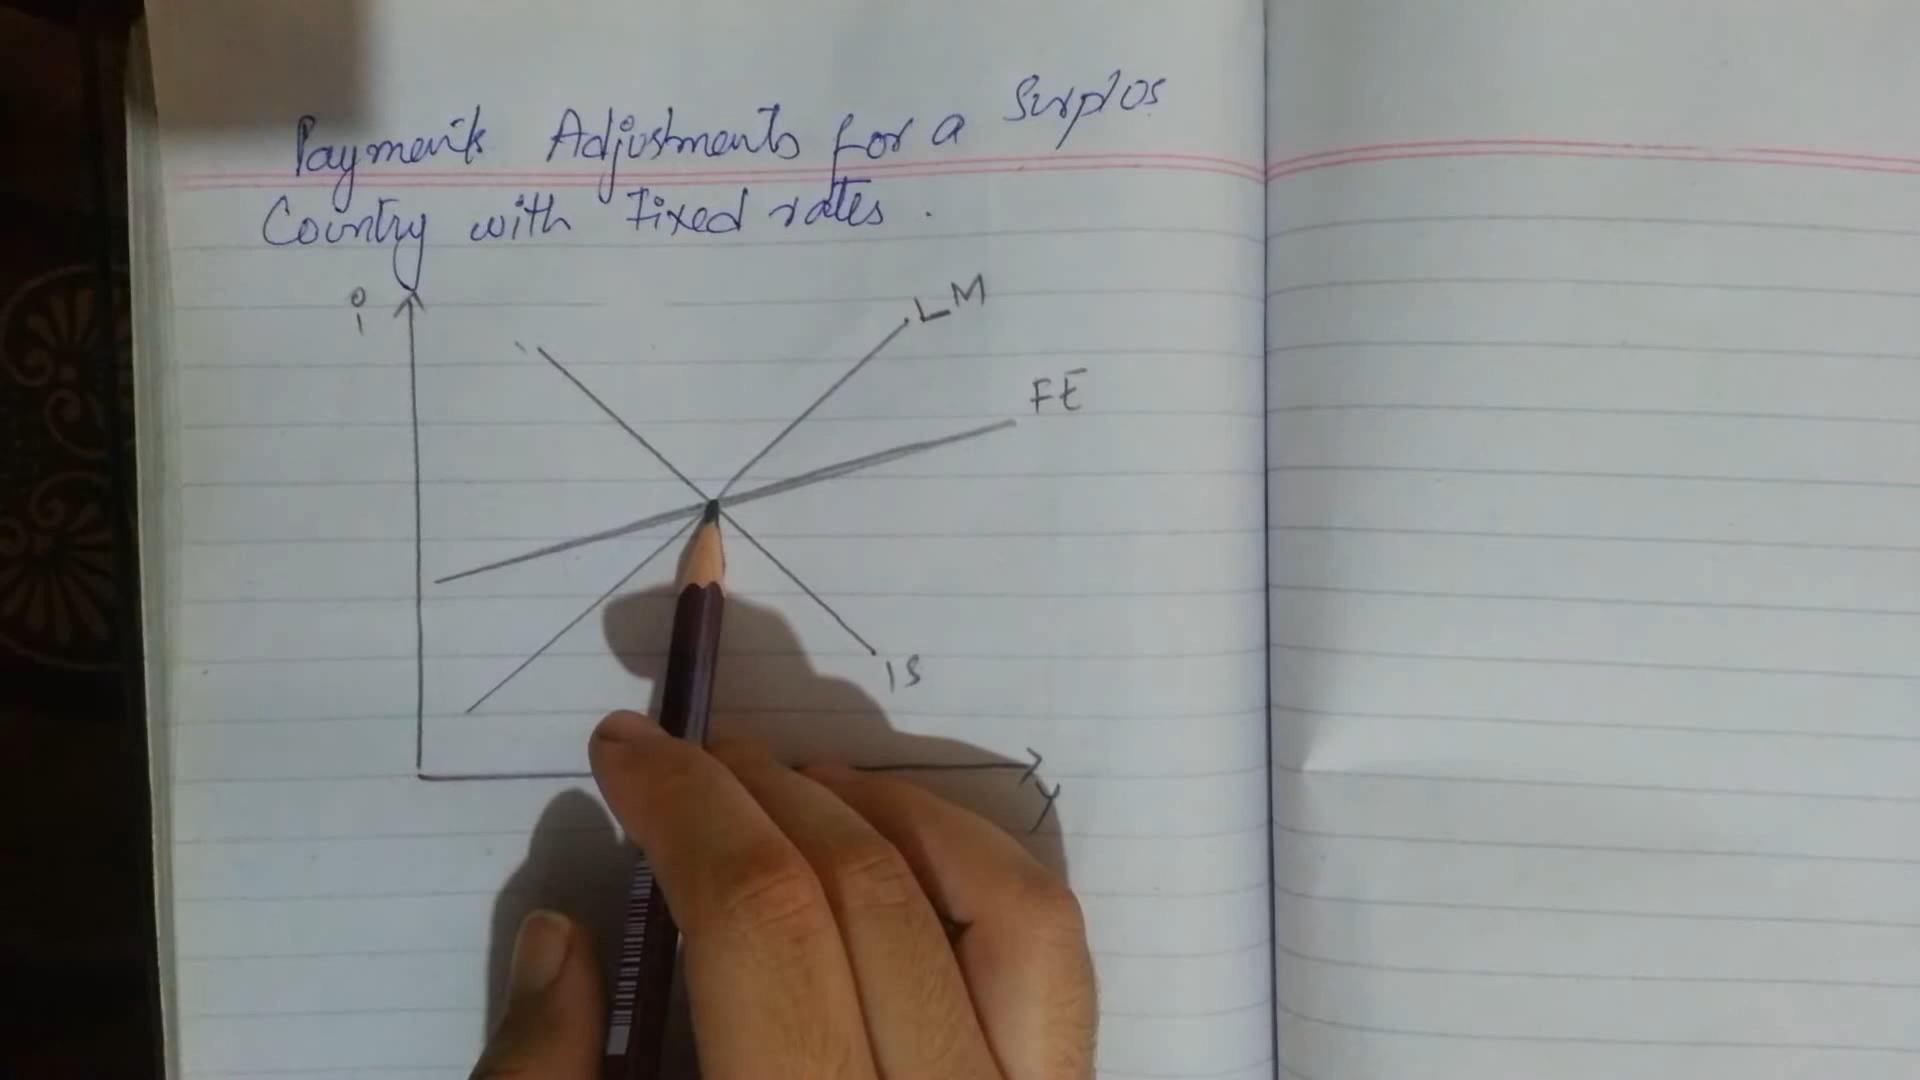 Payments Adjustments for a Surplus
Country with Fixed rates.
i
LM
FE
IS
y